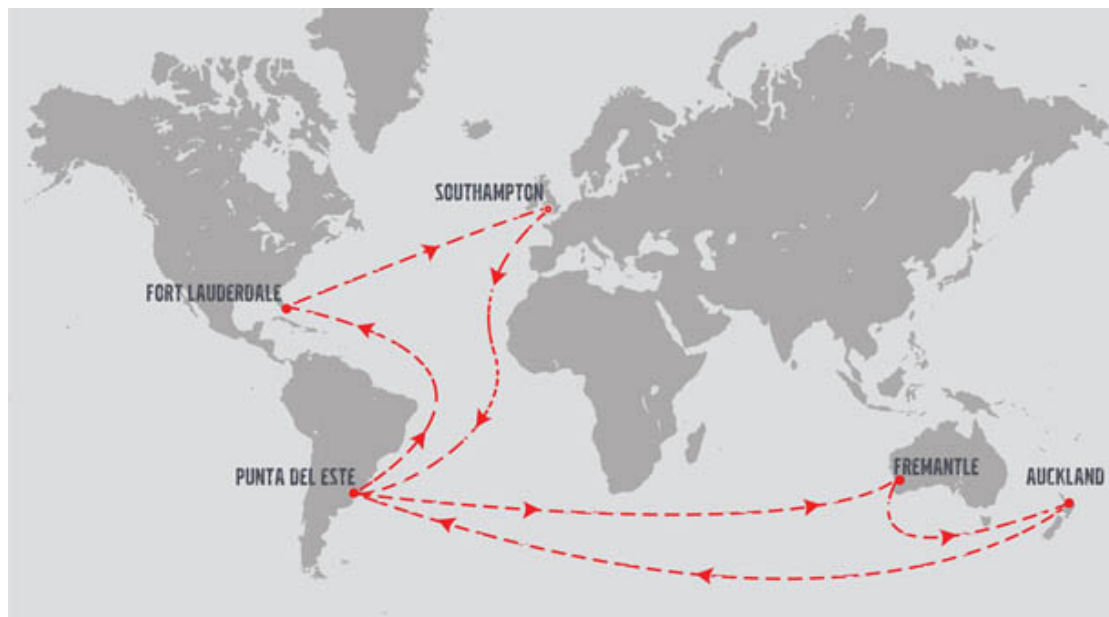 SOUTHAMPTON
FORT LAUDERDALE
PUNTA DEL ESTE
FREMANTLE
AUCKLAND